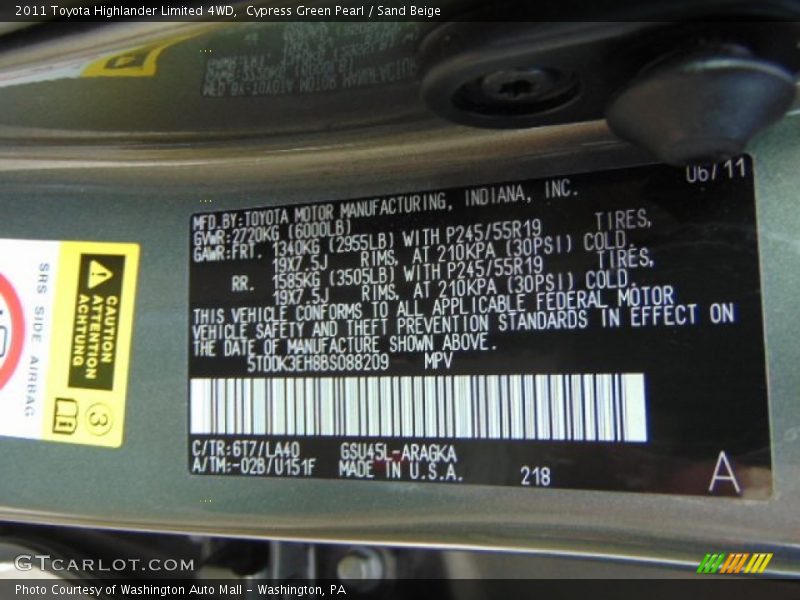 2011 Toyota Highlander Limited 4WD, Cypress Green Pearl / Sand Beige
06/11
MFD.BY:TOYOTA MOTOR MANUFACTURING, INDIANA, INC.
GVWR:2720KG (6000LB)
GAWR:FRT. 1340KG (2955LB) WITH P245/55R19 TIRES,
19X7.5J RIMS, AT 210KPA (30PSI) COLD.
RR. 1585KG (3505LB) WITH P245/55R19 TIRES,
19X7.5J RIMS, AT 210KPA (30PSI) COLD.
THIS VEHICLE CONFORMS TO ALL APPLICABLE FEDERAL MOTOR
VEHICLE SAFETY AND THEFT PREVENTION STANDARDS IN EFFECT ON
THE DATE OF MANUFACTURE SHOWN ABOVE.
5TDDK3EH8BS088209 MPV
C/TR:6T7/LA40 GSU45L-ARAGKA
A/TM:-02B/U151F MADE IN U.S.A. 218
A
SRS SIDE AIRBAG
CAUTION
ATTENTION
ACHTUNG
3
GTCARLOT.COM
Photo Courtesy of Washington Auto Mall - Washington, PA